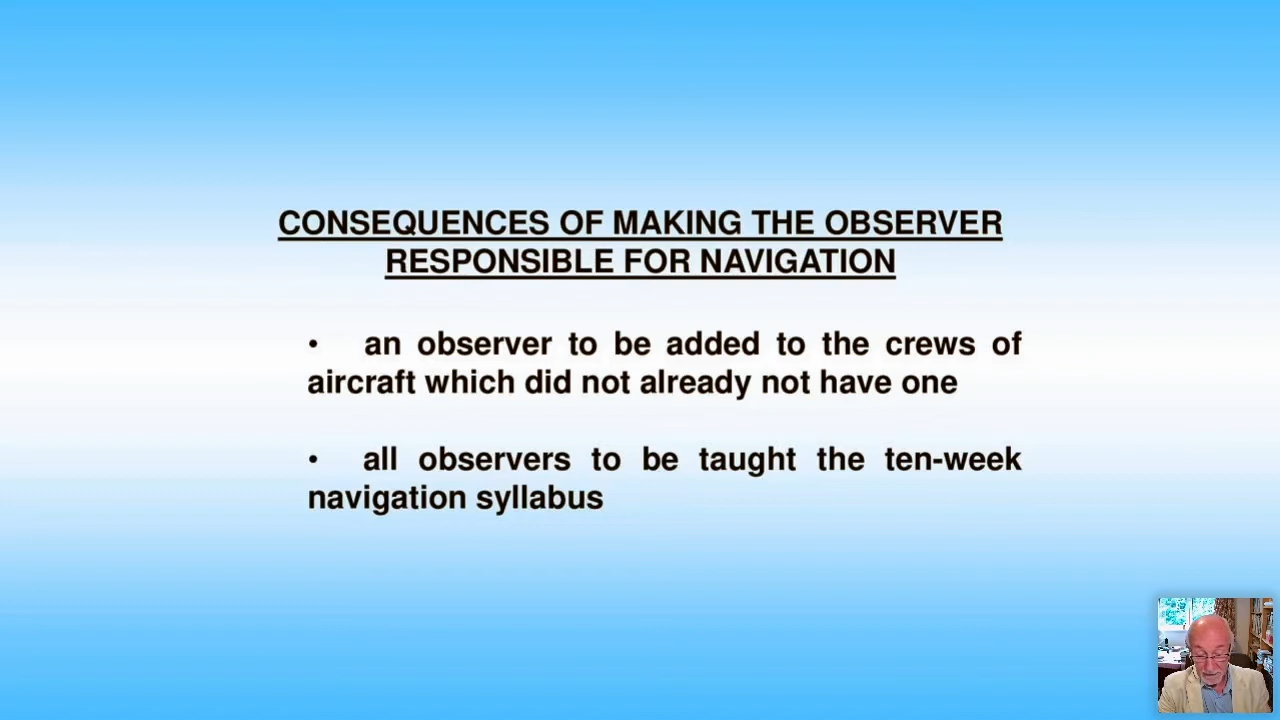 CONSEQUENCES OF MAKING THE OBSERVER
RESPONSIBLE FOR NAVIGATION
• an observer to be added to the crews of
aircraft which did not already not have one
• all observers to be taught the ten-week
navigation syllabus